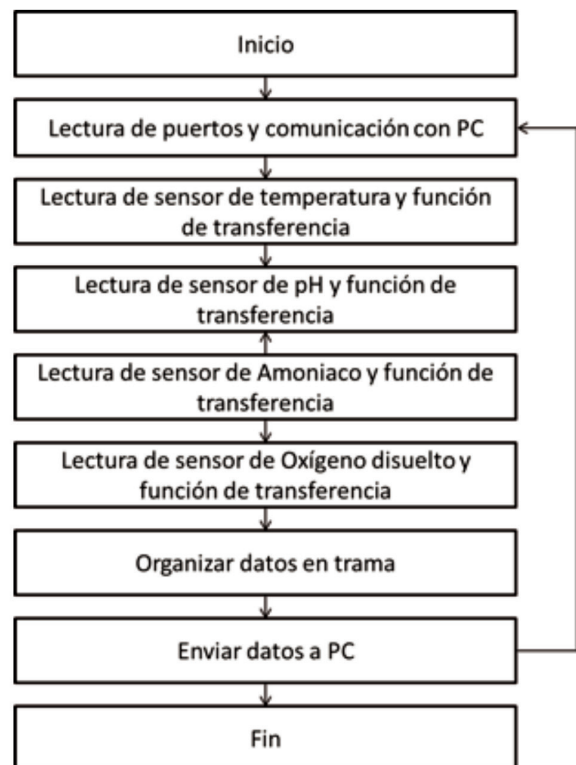 Inicio
Lectura de puertos y comunicación con PC
Lectura de sensor de temperatura y función
de transferencia
Lectura de sensor de pH y función de
transferencia
Lectura de sensor de Amoniaco y función de
transferencia
Lectura de sensor de Oxígeno disuelto y
función de transferencia
Organizar datos en trama
Enviar datos a PC
Fin